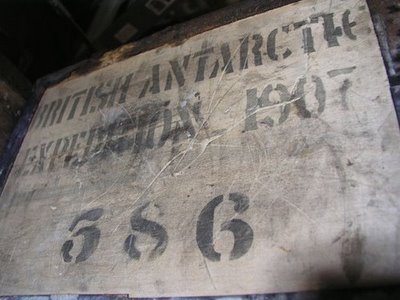 BRITISH ANTARCTIC
EXPEDITION 1907
586